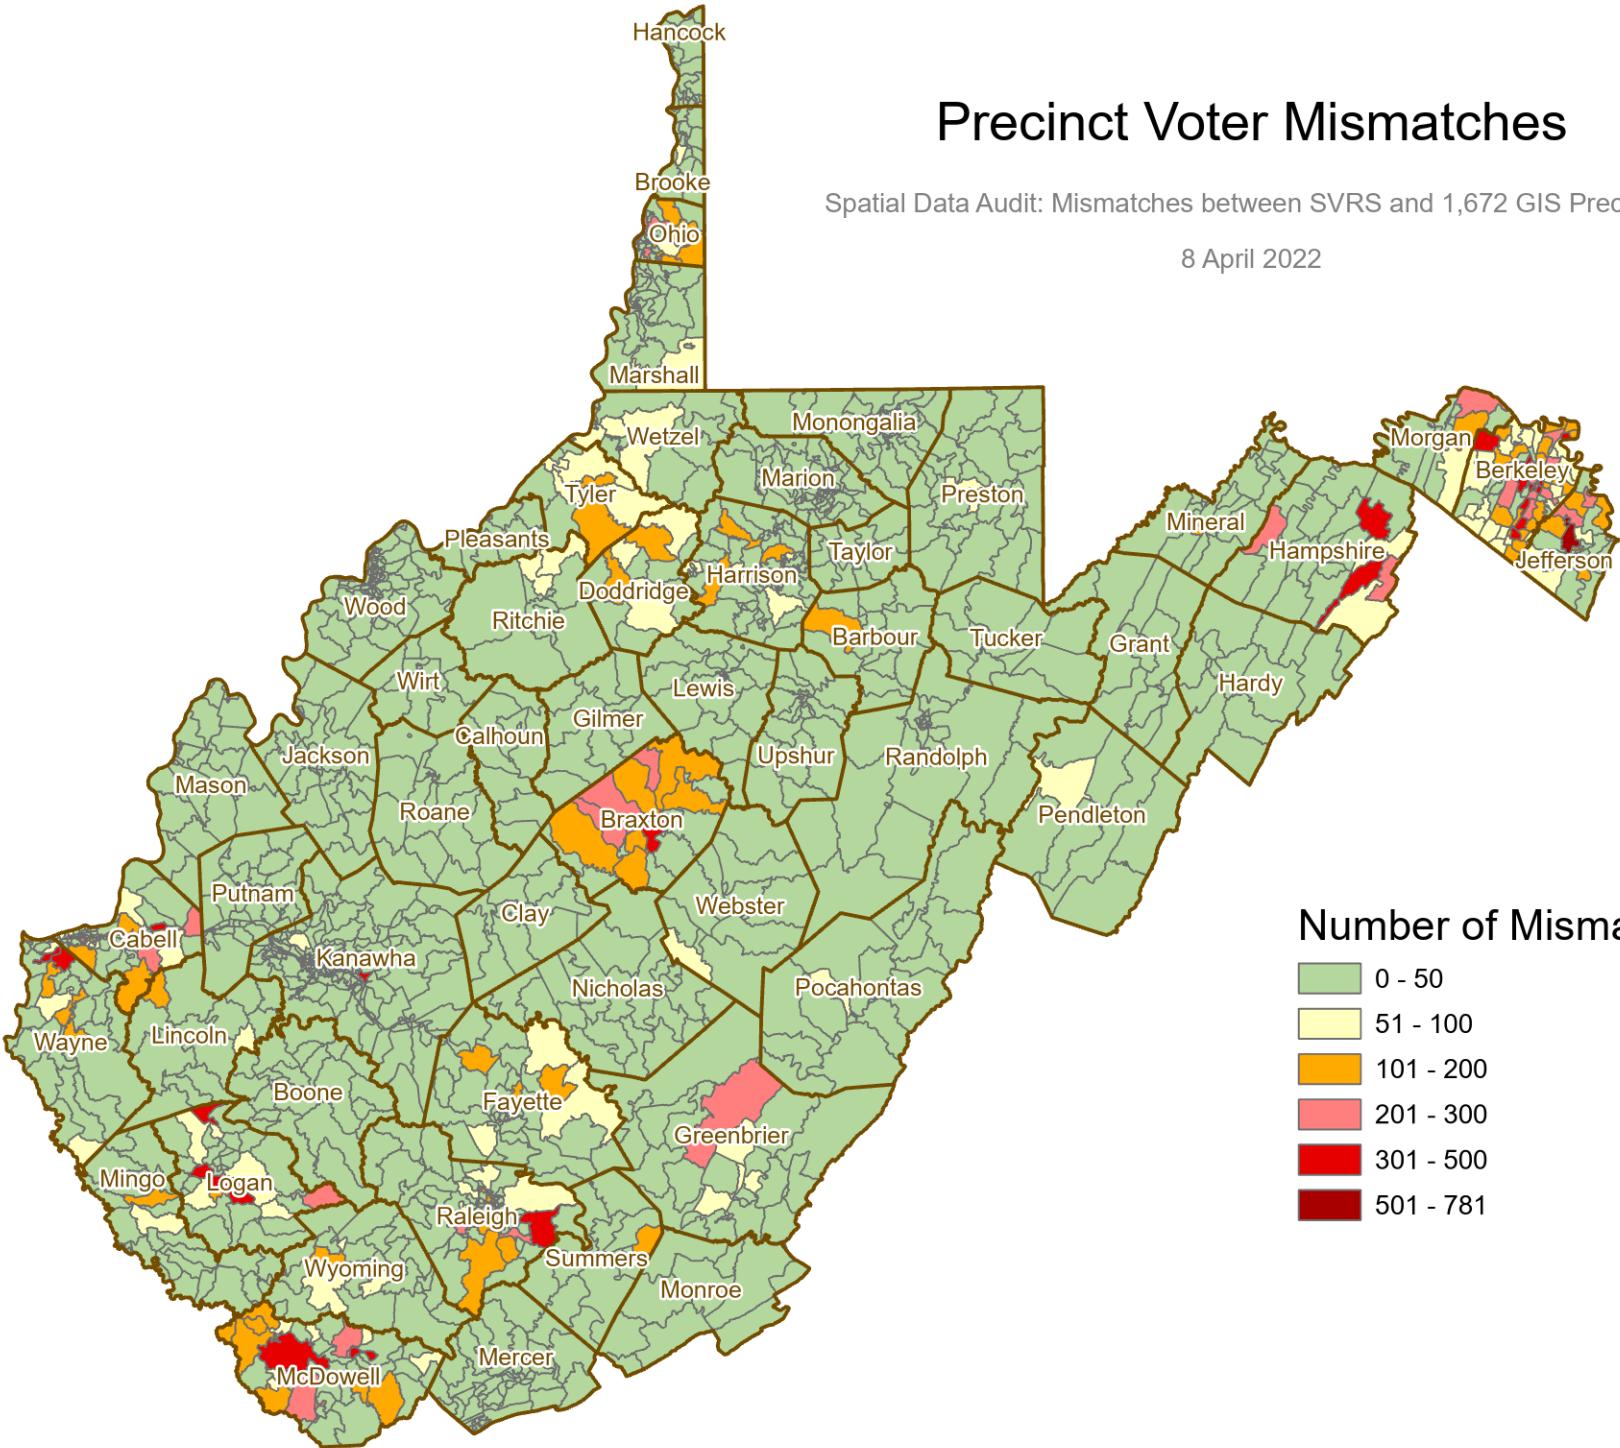 Hancock
Precinct Voter Mismatches
Brooke
Spatial Data Audit: Mismatches between SVRS and 1,672 GIS Prec
Ohio
8 April 2022
Marshall
Wetzel
Monongalia
Morgan
Marion
Berkeley
Tyler
Preston
Mineral
Pleasants
Taylor
Hampshire
Jefferson
Harrison
Doddridge
Wood
Ritchie
Barbour
Tucker
Grant
Wirt
Lewis
Hardy
Gilmer
Calhoun
Jackson
Upshur
Randolph
Mason
Roane
Braxton
Pendleton
Putnam
Clay
Webster
Number of Misma
Cabell
Kanawha
0 - 50
Nicholas
Pocahontas
51 - 100
Wayne
Lincoln
101 - 200
Boone
Fayette
201 - 300
Greenbrier
301 - 500
Mingo
Logan
501 - 781
Raleigh
Summers
Wyoming
Monroe
Mercer
McDowell